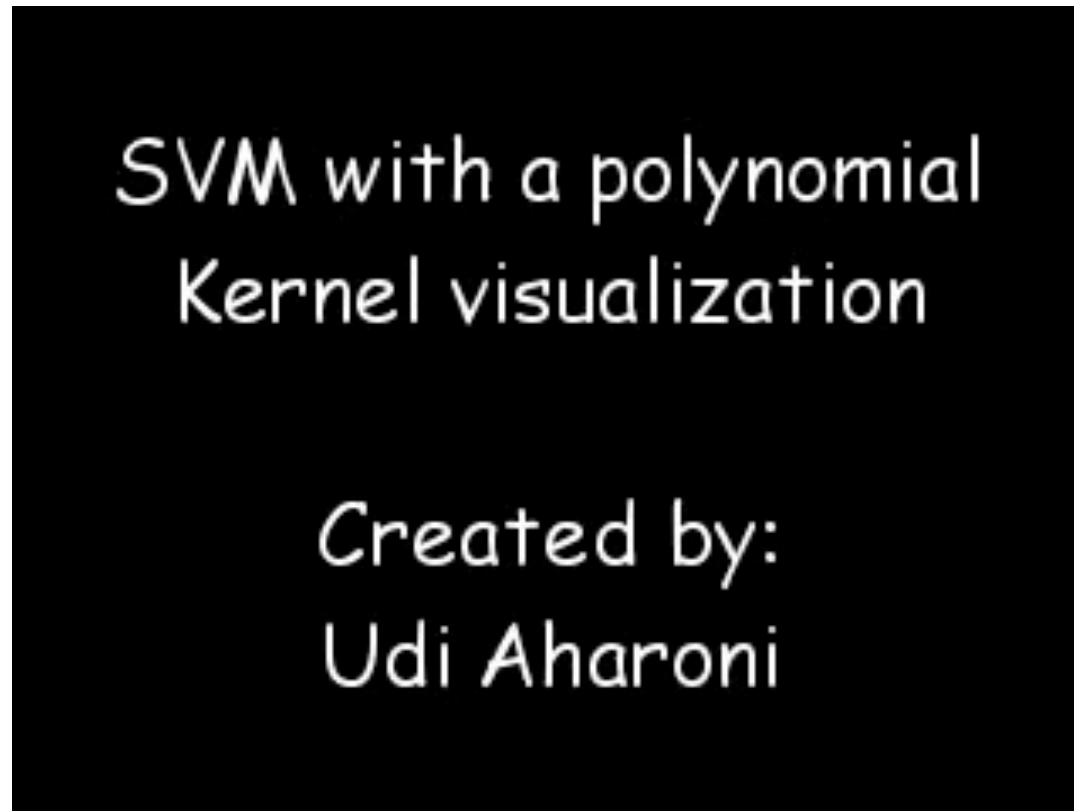 SVM with a polynomial
Kernel visualization
Created by:
Udi Aharoni